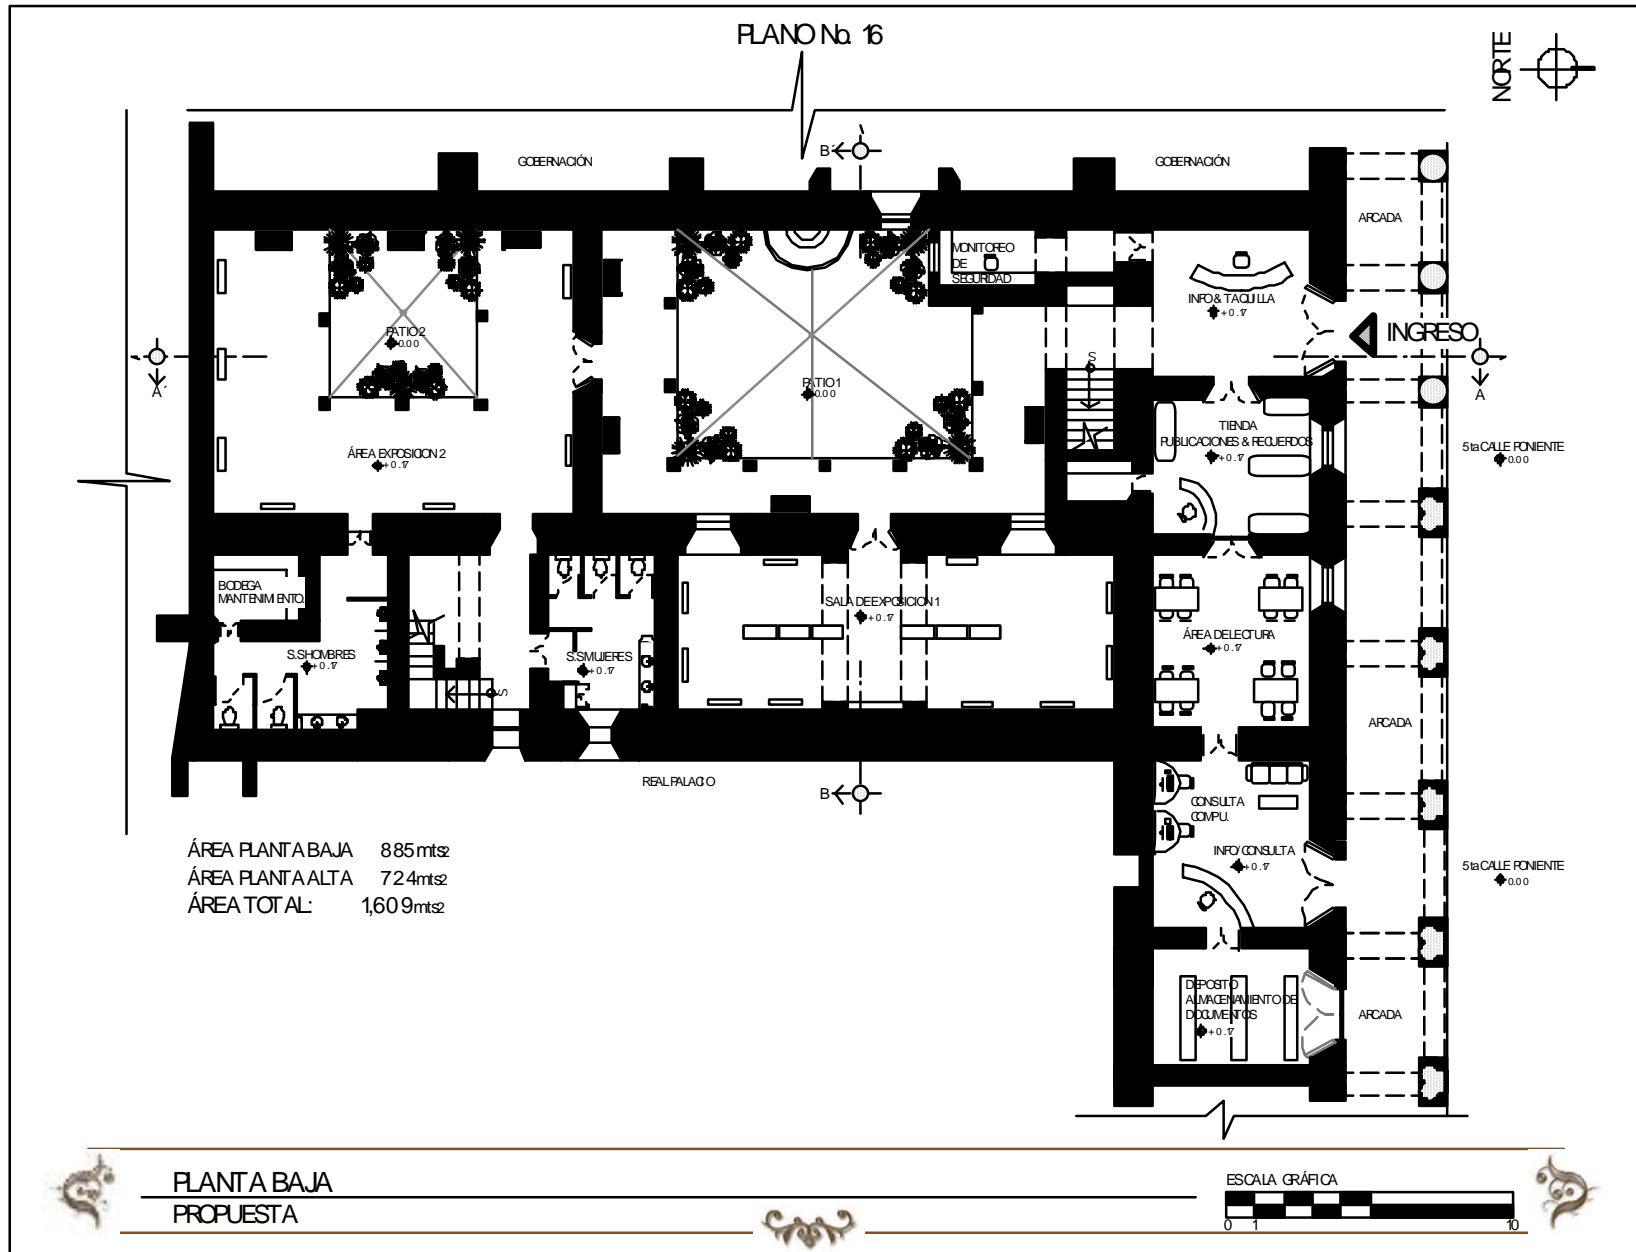 PLANO No. 16
NORTE
B´
GOBERNACIÓN
GOBERNACIÓN
ARCADA
MONITOREO
DE
SEGURIDAD
INFO & TAQUILLA
+0.17
INGRESO
PATIO 2
0.00
A´
A
S
PATIO 1
0.00
TIENDA
PUBLICACIONES & RECUERDOS
+0.17
5ta CALLE PONIENTE
0.00
ÁREA EXPOSICION 2
+0.17
BODEGA
MANTENIMIENTO.
SALA DE EXPOSICION 1
+0.17
ÁREA DE LECTURA
+0.17
S.S HOMBRES
+0.17
S.S MUJERES
+0.17
S
ARCADA
REAL PALACIO
B
CONSULTA
COMPU.
INFO/ CONSULTA
+0.17
5ta CALLE PONIENTE
0.00
ÁREA PLANTA BAJA 885 mts2
ÁREA PLANTA ALTA 724 mts2
ÁREA TOTAL: 1,609 mts2
DEPOSITO
ALMACENAMIENTO DE
DOCUMENTOS
+0.17
ARCADA
PLANTA BAJA
PROPUESTA
ESCALA GRÁFICA
0 1 10